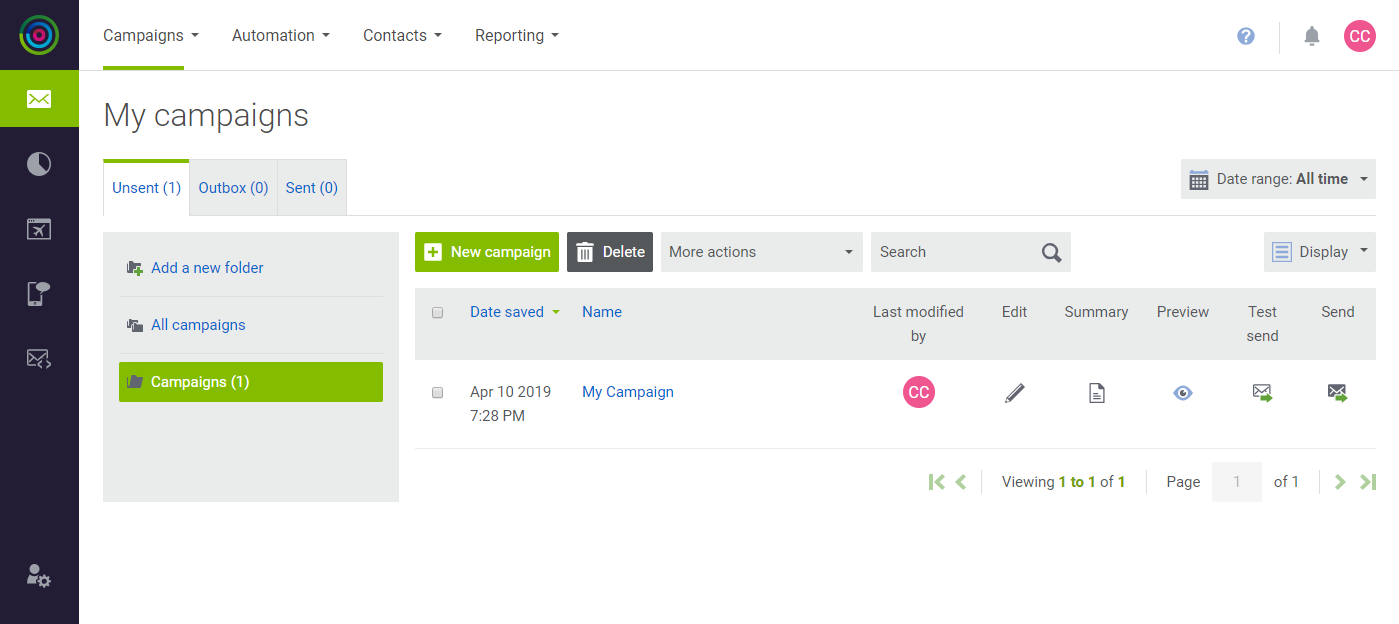 Campaigns Automation Contacts Reporting
? CC
My campaigns
Unsent (1) Outbox (0) Sent (0)
Date range: All time
Add a new folder
All campaigns
Campaigns (1)
New campaign Delete More actions Search Display
Date saved Name Last modified by Edit Summary Preview Test send Send
Apr 10 2019 My Campaign CC
7:28 PM
Viewing 1 to 1 of 1 Page 1 of 1